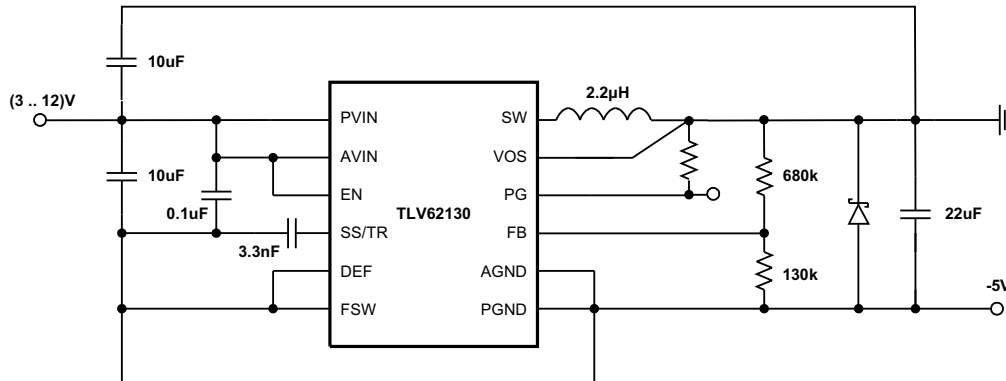 10uF
(3 .. 12)V
10uF
0.1uF
3.3nF
PVIN
AVIN
EN
SS/TR
DEF
FSW
TLV62130
SW
VOS
PG
FB
AGND
PGND
2.2µH
680k
130k
22uF
-5V